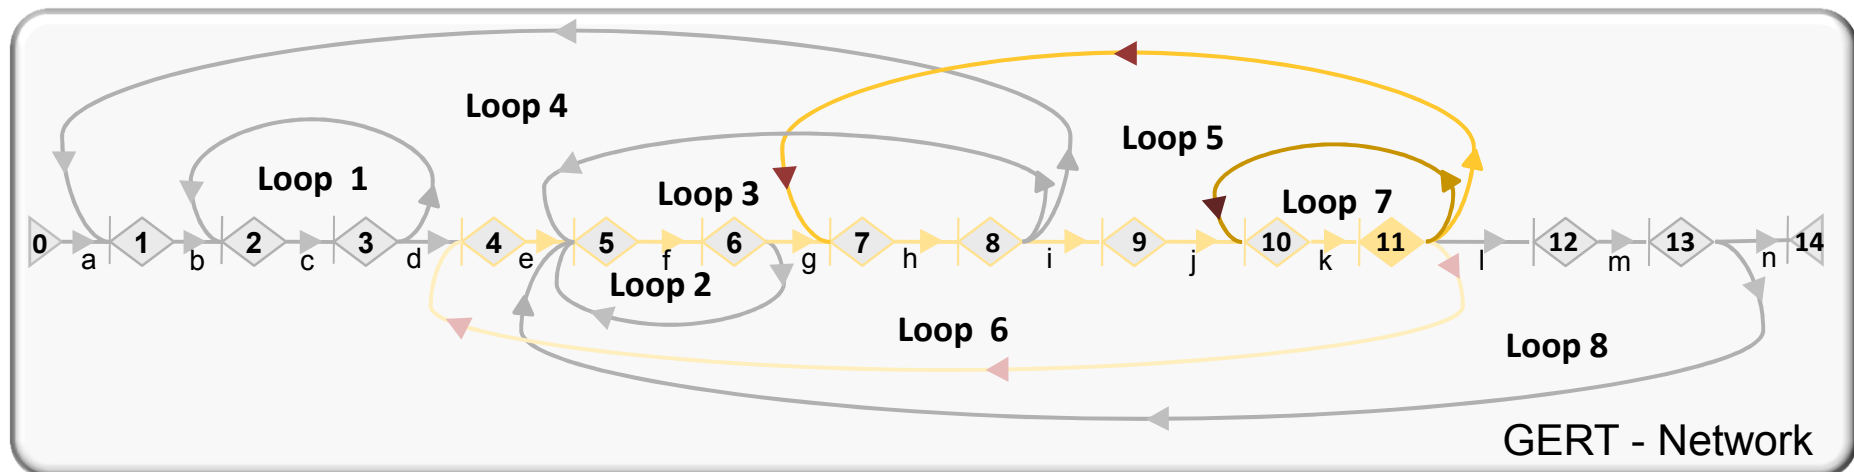 Loop 4
Loop 5
Loop 1
Loop 3
Loop 7
0 1 2 3 4 5 6 7 8 9 10 11 12 13 14
a b c d e f g h i j k l m n
Loop 2
Loop 6
Loop 8
GERT - Network